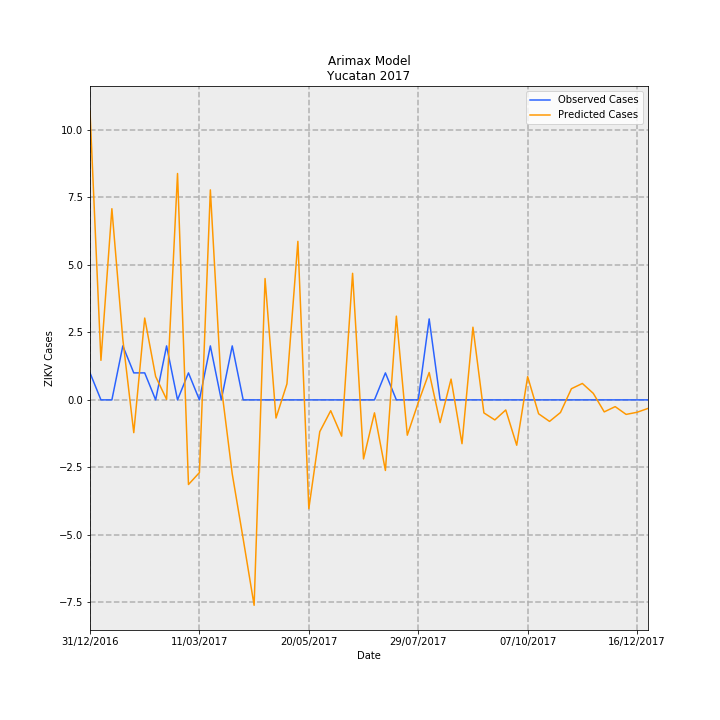 Arimax Model
Yucatan 2017
Observed Cases
Predicted Cases
10.0
7.5
5.0
2.5
0.0
−2.5
−5.0
−7.5
ZIKV Cases
31/12/2016 11/03/2017 20/05/2017 29/07/2017 07/10/2017 16/12/2017
Date